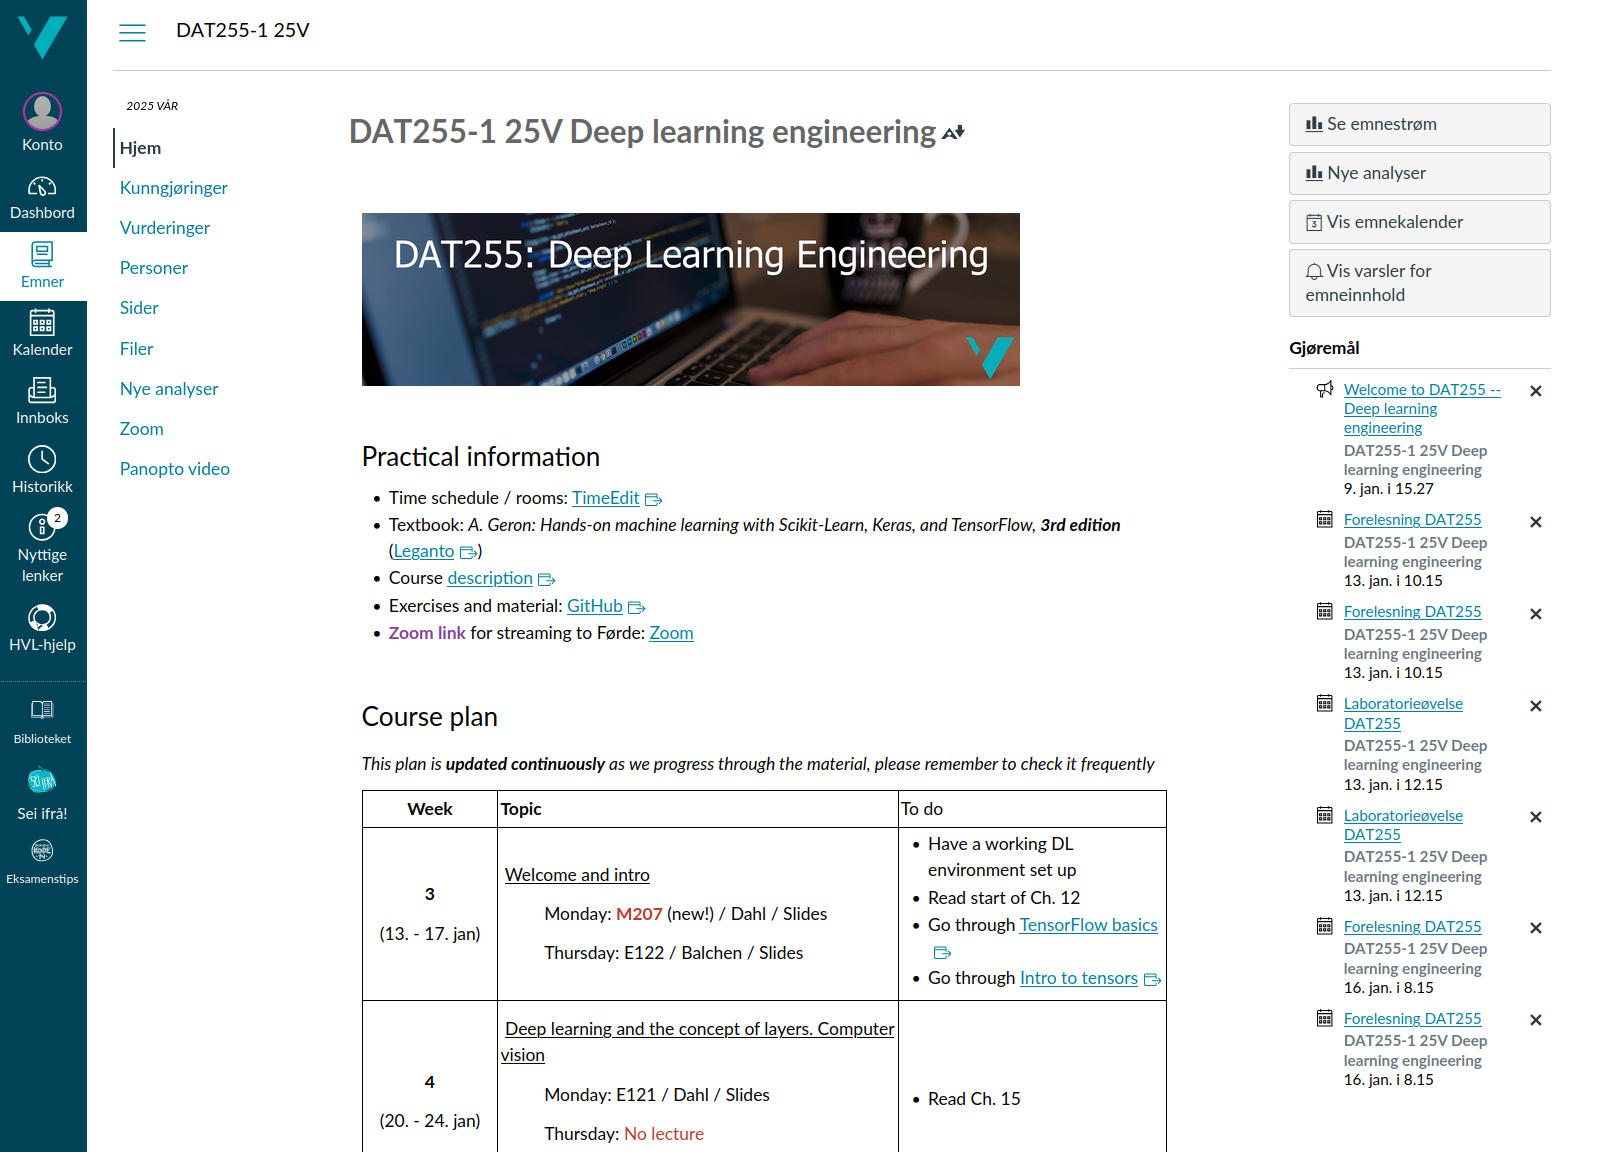 DAT255-1 25V
Konto
Dashbord
Emner
Kalender
Innboks
Historikk
2
Nyttige
lenker
HVL-hjelp
Biblioteket
Sei ifrå!
Eksamenstips
2025 VÅR
Hjem
Kunngjøringer
Vurderinger
Personer
Sider
Filer
Nye analyser
Zoom
Panopto video
DAT255-1 25V Deep learning engineering
DAT255: Deep Learning Engineering
Practical information
• Time schedule / rooms: TimeEdit
• Textbook: A. Geron: Hands-on machine learning with Scikit-Learn, Keras, and TensorFlow, 3rd edition
(Leganto)
• Course description
• Exercises and material: GitHub
• Zoom link for streaming to Førde: Zoom
Course plan
This plan is updated continuously as we progress through the material, please remember to check it frequently
Week
Topic
To do
3
(13. - 17. jan)
Welcome and intro
Monday: M207 (new!) / Dahl / Slides
Thursday: E122 / Balchen / Slides
• Have a working DL
environment set up
• Read start of Ch. 12
• Go through TensorFlow basics
• Go through Intro to tensors
4
(20. - 24. jan)
Deep learning and the concept of layers. Computer
vision
Monday: E121 / Dahl / Slides
Thursday: No lecture
• Read Ch. 15
Se emnestrøm
Nye analyser
Vis emnekalender
Vis varsler for
emneinnhold
Gjøremål
Welcome to DAT255 --
Deep learning
engineering
DAT255-1 25V Deep
learning engineering
9. jan. i 15.27
Forelesning DAT255
DAT255-1 25V Deep
learning engineering
13. jan. i 10.15
Forelesning DAT255
DAT255-1 25V Deep
learning engineering
13. jan. i 10.15
Laboratorieøvelse
DAT255
DAT255-1 25V Deep
learning engineering
13. jan. i 12.15
Laboratorieøvelse
DAT255
DAT255-1 25V Deep
learning engineering
13. jan. i 12.15
Forelesning DAT255
DAT255-1 25V Deep
learning engineering
16. jan. i 8.15
Forelesning DAT255
DAT255-1 25V Deep
learning engineering
16. jan. i 8.15